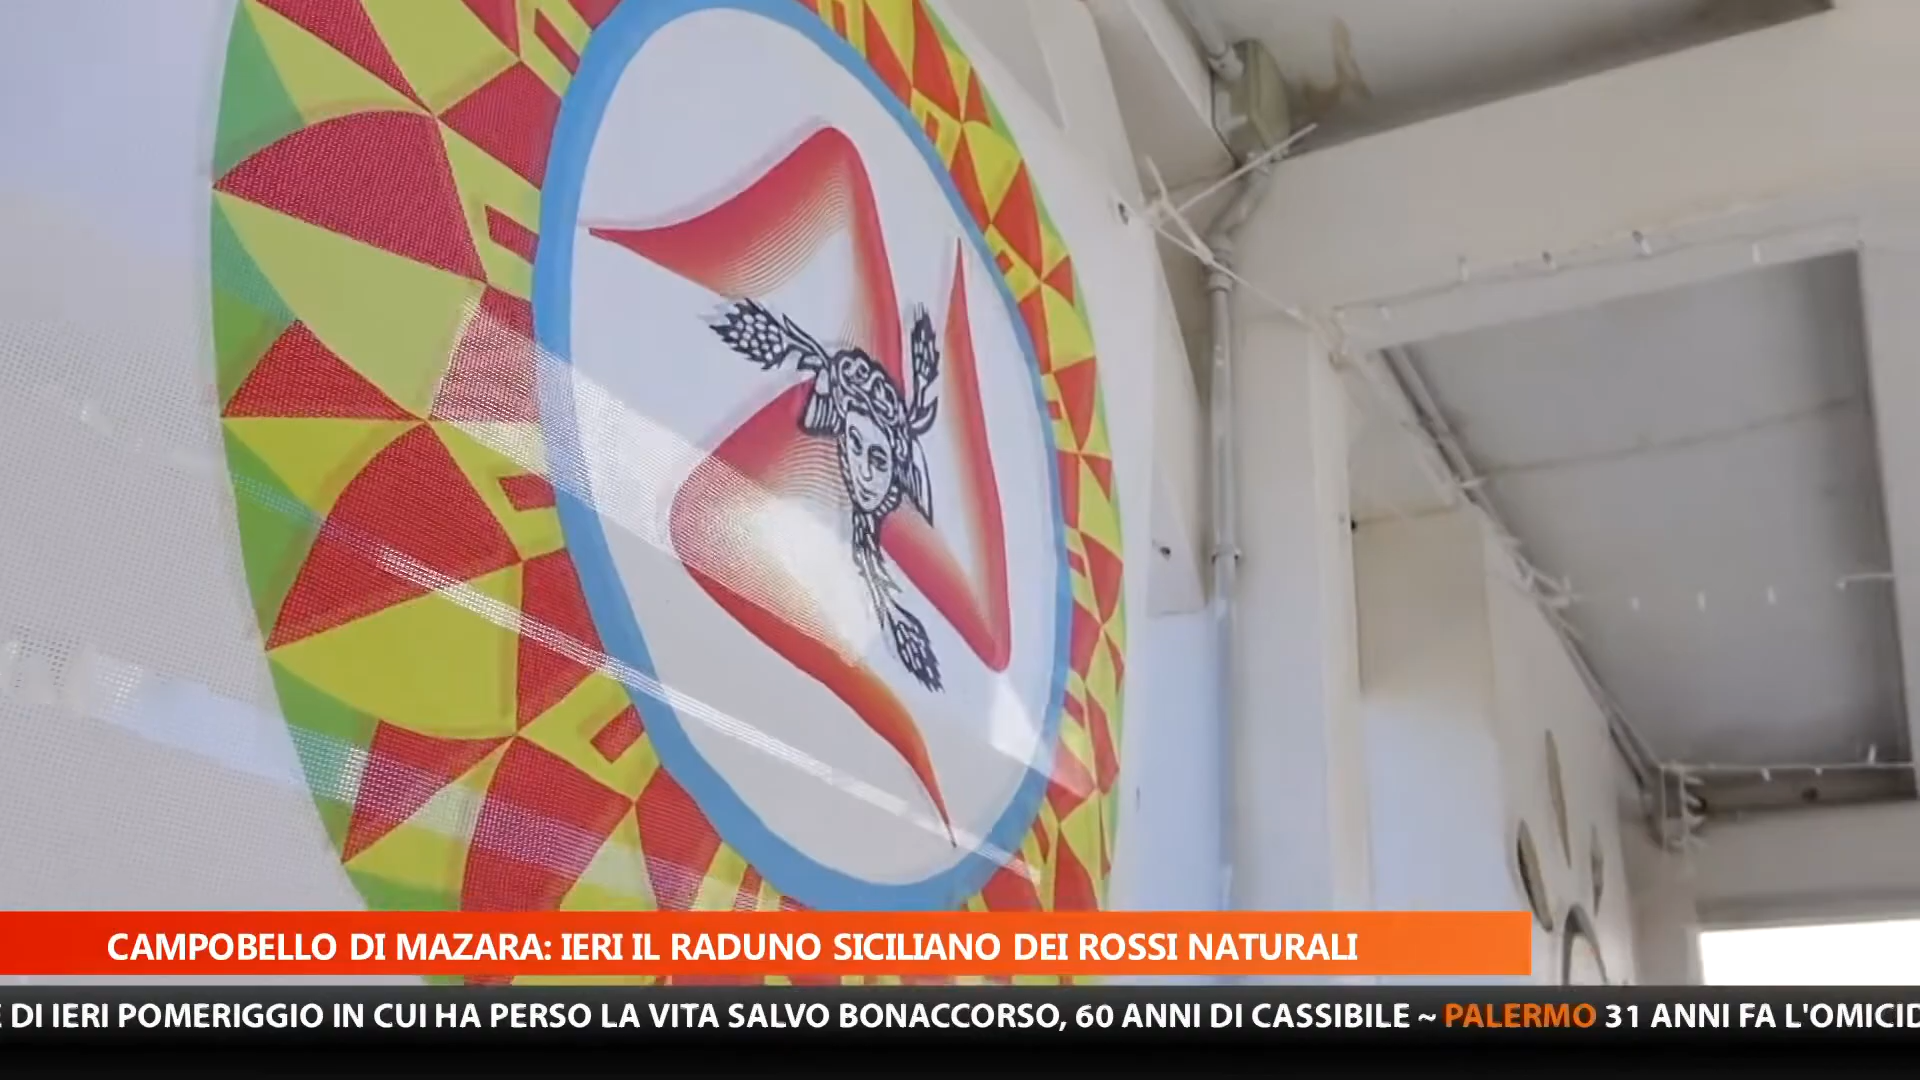 CAMPOBELLO DI MAZARA: IERI IL RADUNO SICILIANO DEI ROSSI NATURALI
DI IERI POMERIGGIO IN CUI HA PERSO LA VITA SALVO BONACCORSO, 60 ANNI DI CASSIBILE ~ PALERMO 31 ANNI FA L'OMICID